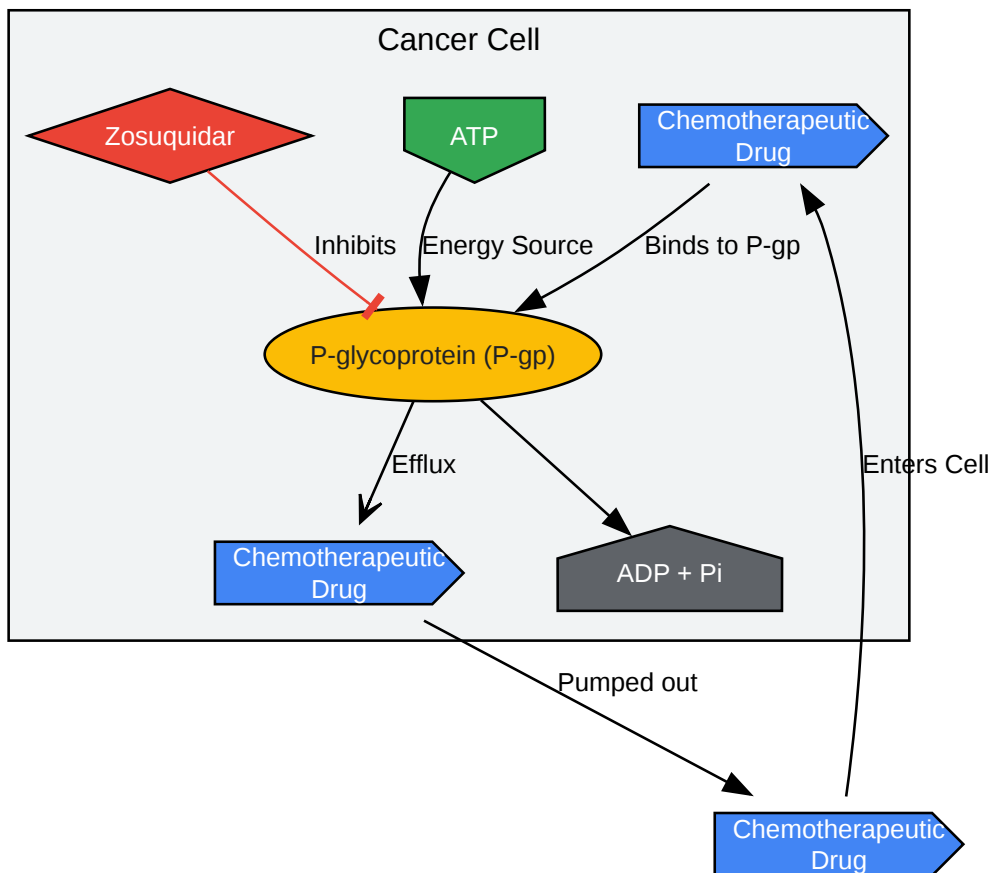 Cancer Cell
Zosuquidar
ATP
Chemotherapeutic
Drug
Inhibits
Energy Source
Binds to P-gp
P-glycoprotein (P-gp)
Efflux
Enters Cell
Chemotherapeutic
Drug
ADP + Pi
Pumped out
Chemotherapeutic
Drug